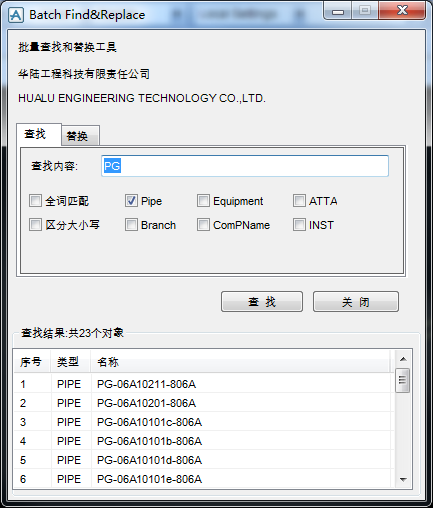 Batch Find&Replace
批量查找和替换工具
华陆工程科技有限责任公司
HUALU ENGINEERING TECHNOLOGY CO.,LTD.
查找 替换
查找内容: PG
全词匹配 Pipe Equipment ATTA
区分大小写 Branch ComPName INST
查 找 关 闭
查找结果:共23个对象
序号 类型 名称
1 PIPE PG-06A10211-806A
2 PIPE PG-06A10201-806A
3 PIPE PG-06A10101c-806A
4 PIPE PG-06A10101b-806A
5 PIPE PG-06A10101d-806A
6 PIPE PG-06A10101e-806A